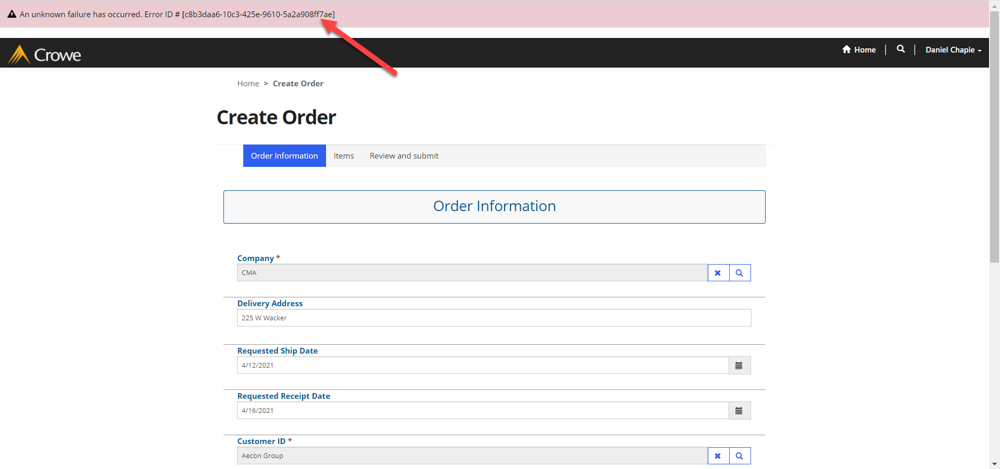 An unknown failure has occurred. Error ID # [c8b3daa6-10c3-425e-9610-5a2a908ff7ae]
Crowe
Home | | Daniel Chapie
Home > Create Order
Create Order
Order Information Items Review and submit
Order Information
Company *
CMA
Delivery Address
225 W Wacker
Requested Ship Date
4/12/2021
Requested Receipt Date
4/16/2021
Customer ID *
Aecon Group